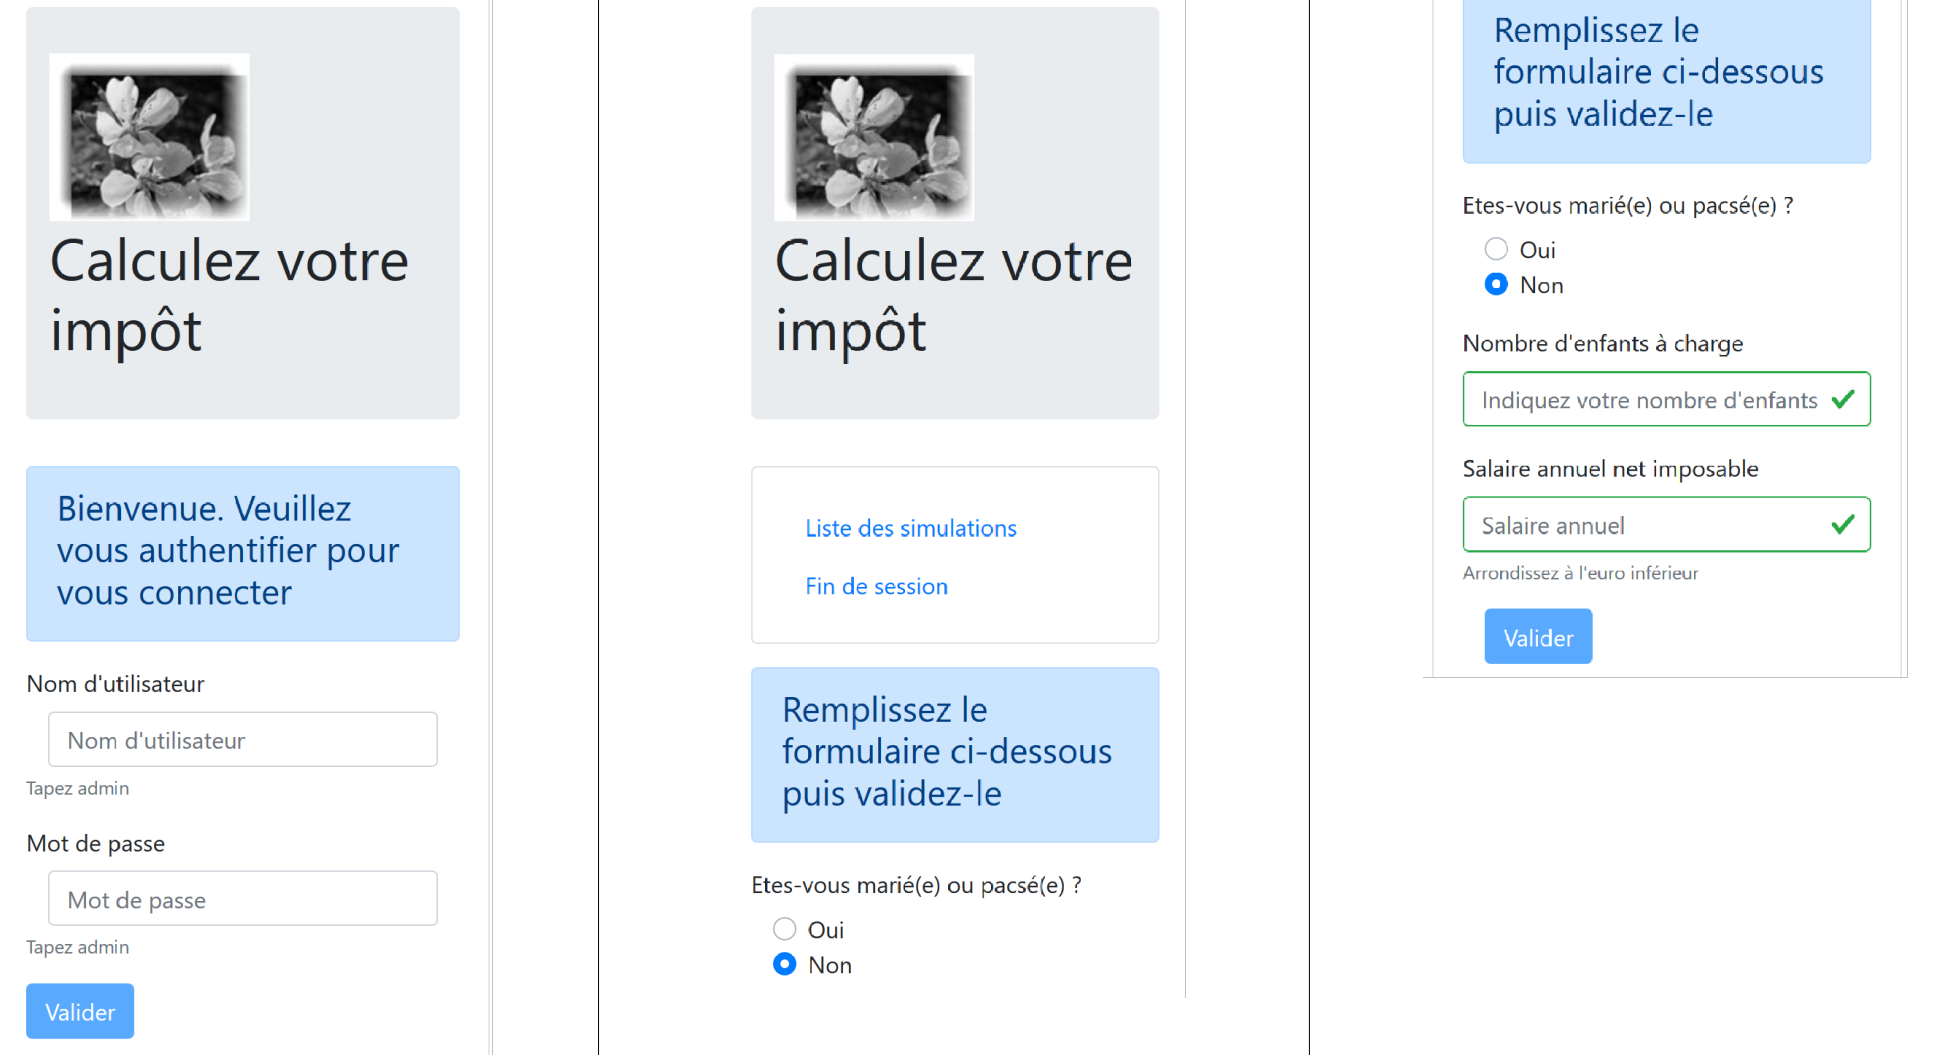 Calculez votre
impôt
Bienvenue. Veuillez
vous authentifier pour
vous connecter
Nom d'utilisateur
Nom d'utilisateur
Tapez admin
Mot de passe
Mot de passe
Tapez admin
Valider
Calculez votre
impôt
Liste des simulations
Fin de session
Remplissez le
formulaire ci-dessous
puis validez-le
Etes-vous marié(e) ou pacsé(e) ?
Oui
Non
Remplissez le
formulaire ci-dessous
puis validez-le
Etes-vous marié(e) ou pacsé(e) ?
Oui
Non
Nombre d'enfants à charge
Indiquez votre nombre d'enfants
Salaire annuel net imposable
Salaire annuel
Arrondissez à l'euro inférieur
Valider